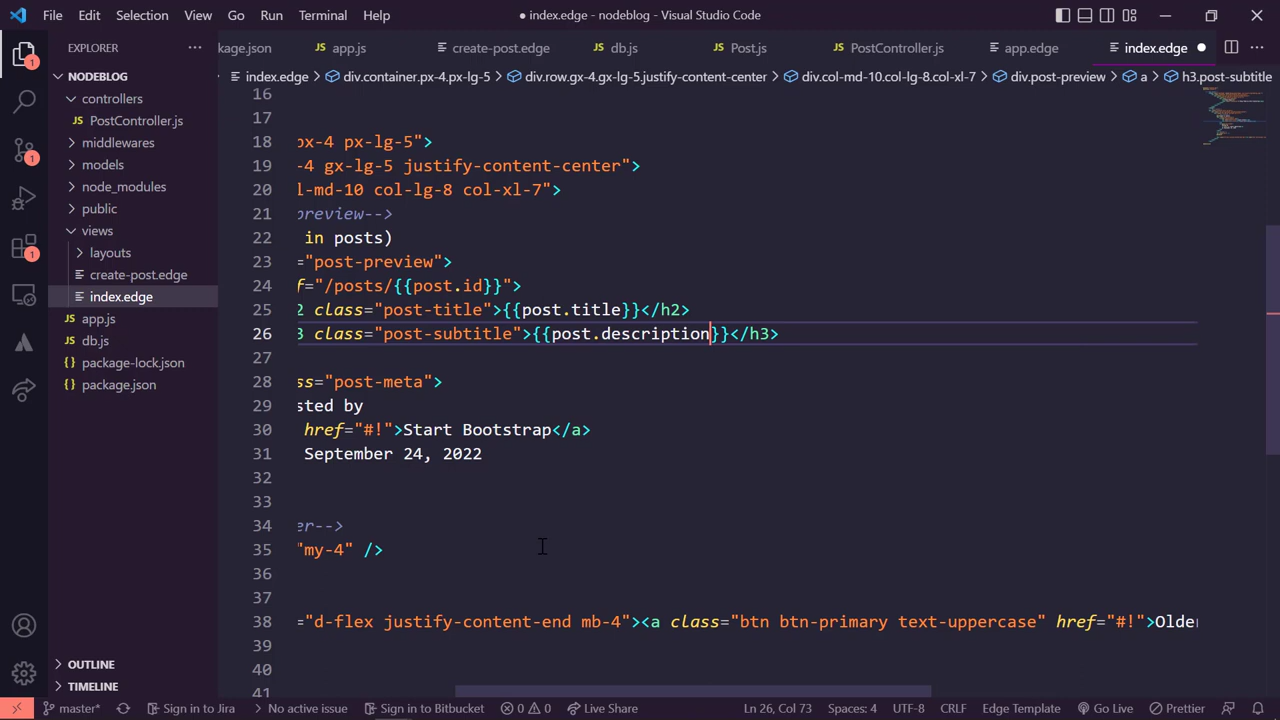 File Edit Selection View Go Run Terminal Help
● index.edge - nodeblog - Visual Studio Code
EXPLORER
kage.json app.js create-post.edge db.js Post.js PostController.js app.edge index.edge
index.edge > div.container.px-4.px-lg-5 > div.row.gx-4.gx-lg-5.justify-content-center > div.col-md-10.col-lg-8.col-xl-7 > div.post-preview > a > h3.post-subtitle
NODEBLOG
controllers
PostController.js
middlewares
models
node_modules
public
views
layouts
create-post.edge
index.edge
app.js
db.js
package-lock.json
package.json
OUTLINE
TIMELINE
1
1
1
16
17
18 px-4 px-lg-5">
19 -4 gx-lg-5 justify-content-center">
20 l-md-10 col-lg-8 col-xl-7">
21 preview-->
22 in posts)
23 ="post-preview">
24 f="/posts/{{post.id}}">
25 2 class="post-title">{{post.title}}</h2>
26 3 class="post-subtitle">{{post.description}}</h3>
27
28 ss="post-meta">
29 sted by
30 href="#!">Start Bootstrap</a>
31 September 24, 2022
32
33
34 er-->
35 "my-4" />
36
37
38 ="d-flex justify-content-end mb-4"><a class="btn btn-primary text-uppercase" href="#!">Older
39
40
41
master* Sign in to Jira No active issue Sign in to Bitbucket 0 0 Live Share Ln 26, Col 73 Spaces: 4 UTF-8 CRLF Edge Template Go Live Prettier